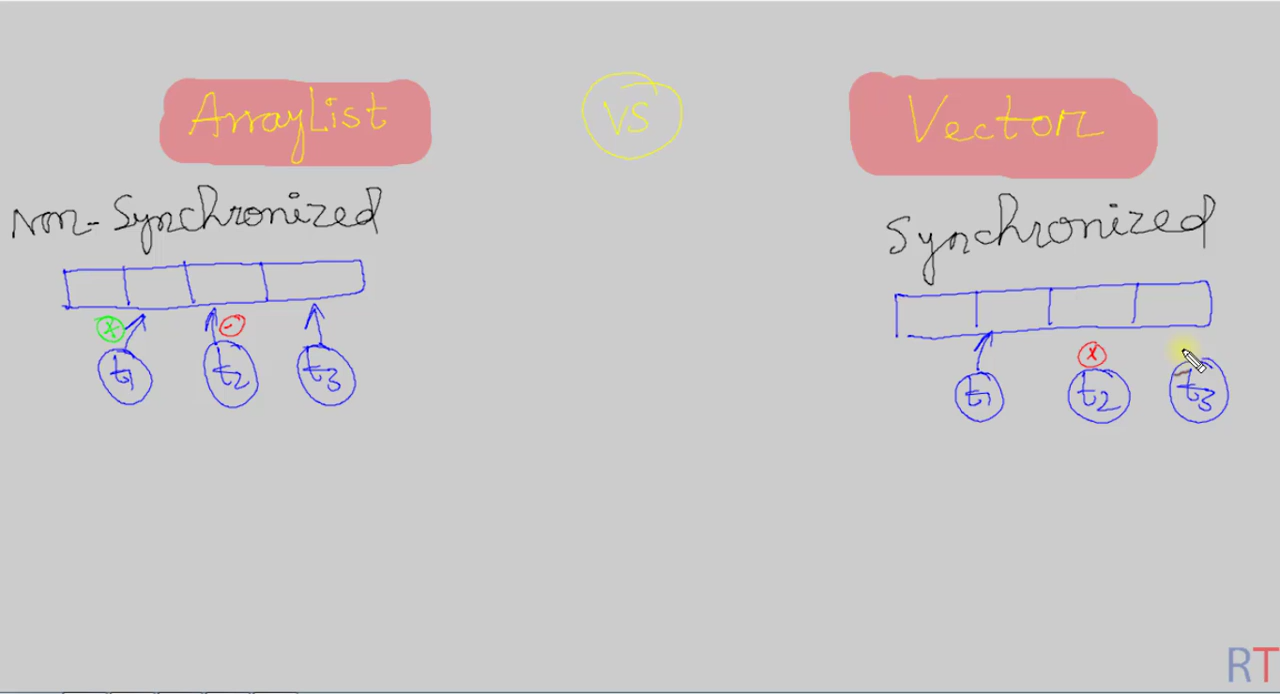 ArrayList
VS
Vector
Non-Synchronized
Synchronized
+
-
t1
t2
t3
x
t1
t2
t3
RT